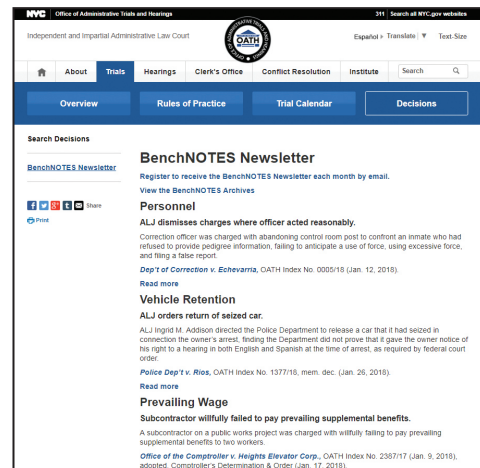 NYC Office of Administrative Trials and Hearings 311 Search all NYC.gov websites
Independent and Impartial Administrative Law Court OATH Español Translate ▼ Text-Size
About Trials Hearings Clerk's Office Conflict Resolution Institute Search
Overview Rules of Practice Trial Calendar Decisions
Search Decisions
BenchNOTES Newsletter
Share
Print
BenchNOTES Newsletter
Register to receive the BenchNOTES Newsletter each month by email.
View the BenchNOTES Archives
Personnel
ALJ dismisses charges where officer acted reasonably.
Correction officer was charged with abandoning control room post to confront an inmate who had
refused to provide pedigree information, failing to anticipate a use of force, using excessive force,
and filing a false report.
Dep't of Correction v. Echevarria, OATH Index No. 0005/18 (Jan. 12, 2018).
Read more
Vehicle Retention
ALJ orders return of seized car.
ALJ Ingrid M. Addison directed the Police Department to release a car that it had seized in
connection the owner's arrest, finding the Department did not prove that it gave the owner notice of
his right to a hearing in both English and Spanish at the time of arrest, as required by federal court
order.
Police Dep't v. Rios, OATH Index No. 1377/18, mem. dec. (Jan. 26, 2018).
Read more
Prevailing Wage
Subcontractor willfully failed to pay prevailing supplemental benefits.
A subcontractor on a public works project was charged with willfully failing to pay prevailing
supplemental benefits to two workers.
Office of the Comptroller v. Heights Elevator Corp., OATH Index No. 2387/17 (Jan. 9, 2018),
adopted, Comptroller's Determination & Order (Jan. 17, 2018).